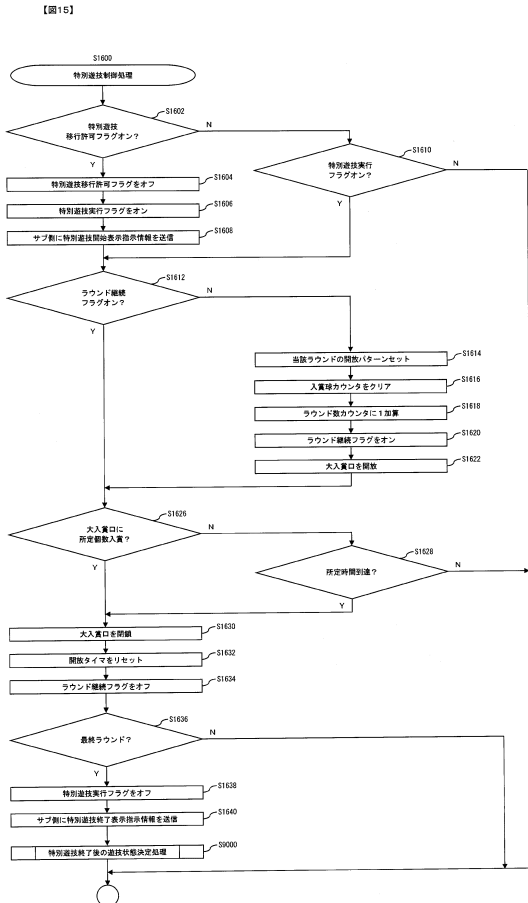 【図15】
S1600
特別遊技制御処理
S1602
特別遊技
移行許可フラグオン?
N
Y
S1610
特別遊技実行
フラグオン?
N
Y
S1604
特別遊技移行許可フラグをオフ
S1606
特別遊技実行フラグをオン
S1608
サブ側に特別遊技開始表示指示情報を送信
S1612
ラウンド継続
フラグオン?
N
Y
S1614
当該ラウンドの開放パターンセット
S1616
入賞球カウンタをクリア
S1618
ラウンド数カウンタに1加算
S1620
ラウンド継続フラグをオン
S1622
大入賞口を開放
S1626
大入賞口に
所定個数入賞?
N
Y
S1628
所定時間到達?
N
Y
S1630
大入賞口を閉鎖
S1632
開放タイマをリセット
S1634
ラウンド継続フラグをオフ
S1636
最終ラウンド?
N
Y
S1638
特別遊技実行フラグをオフ
S1640
サブ側に特別遊技終了表示指示情報を送信
S9000
特別遊技終了後の遊技状態決定処理